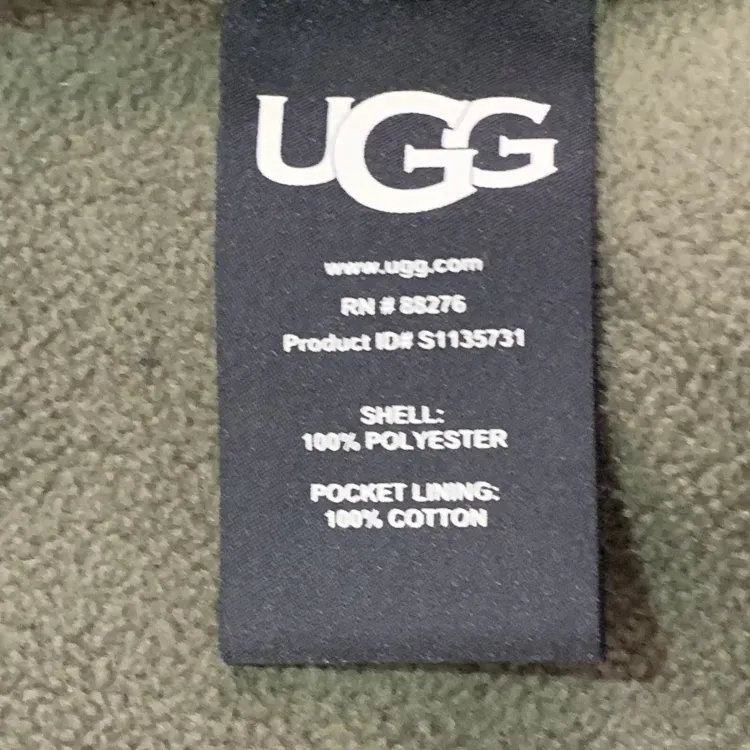 UGG
www.ugg.com
RN # 88276
Product ID# S1135731
SHELL:
100% POLYESTER
POCKET LINING:
100% COTTON